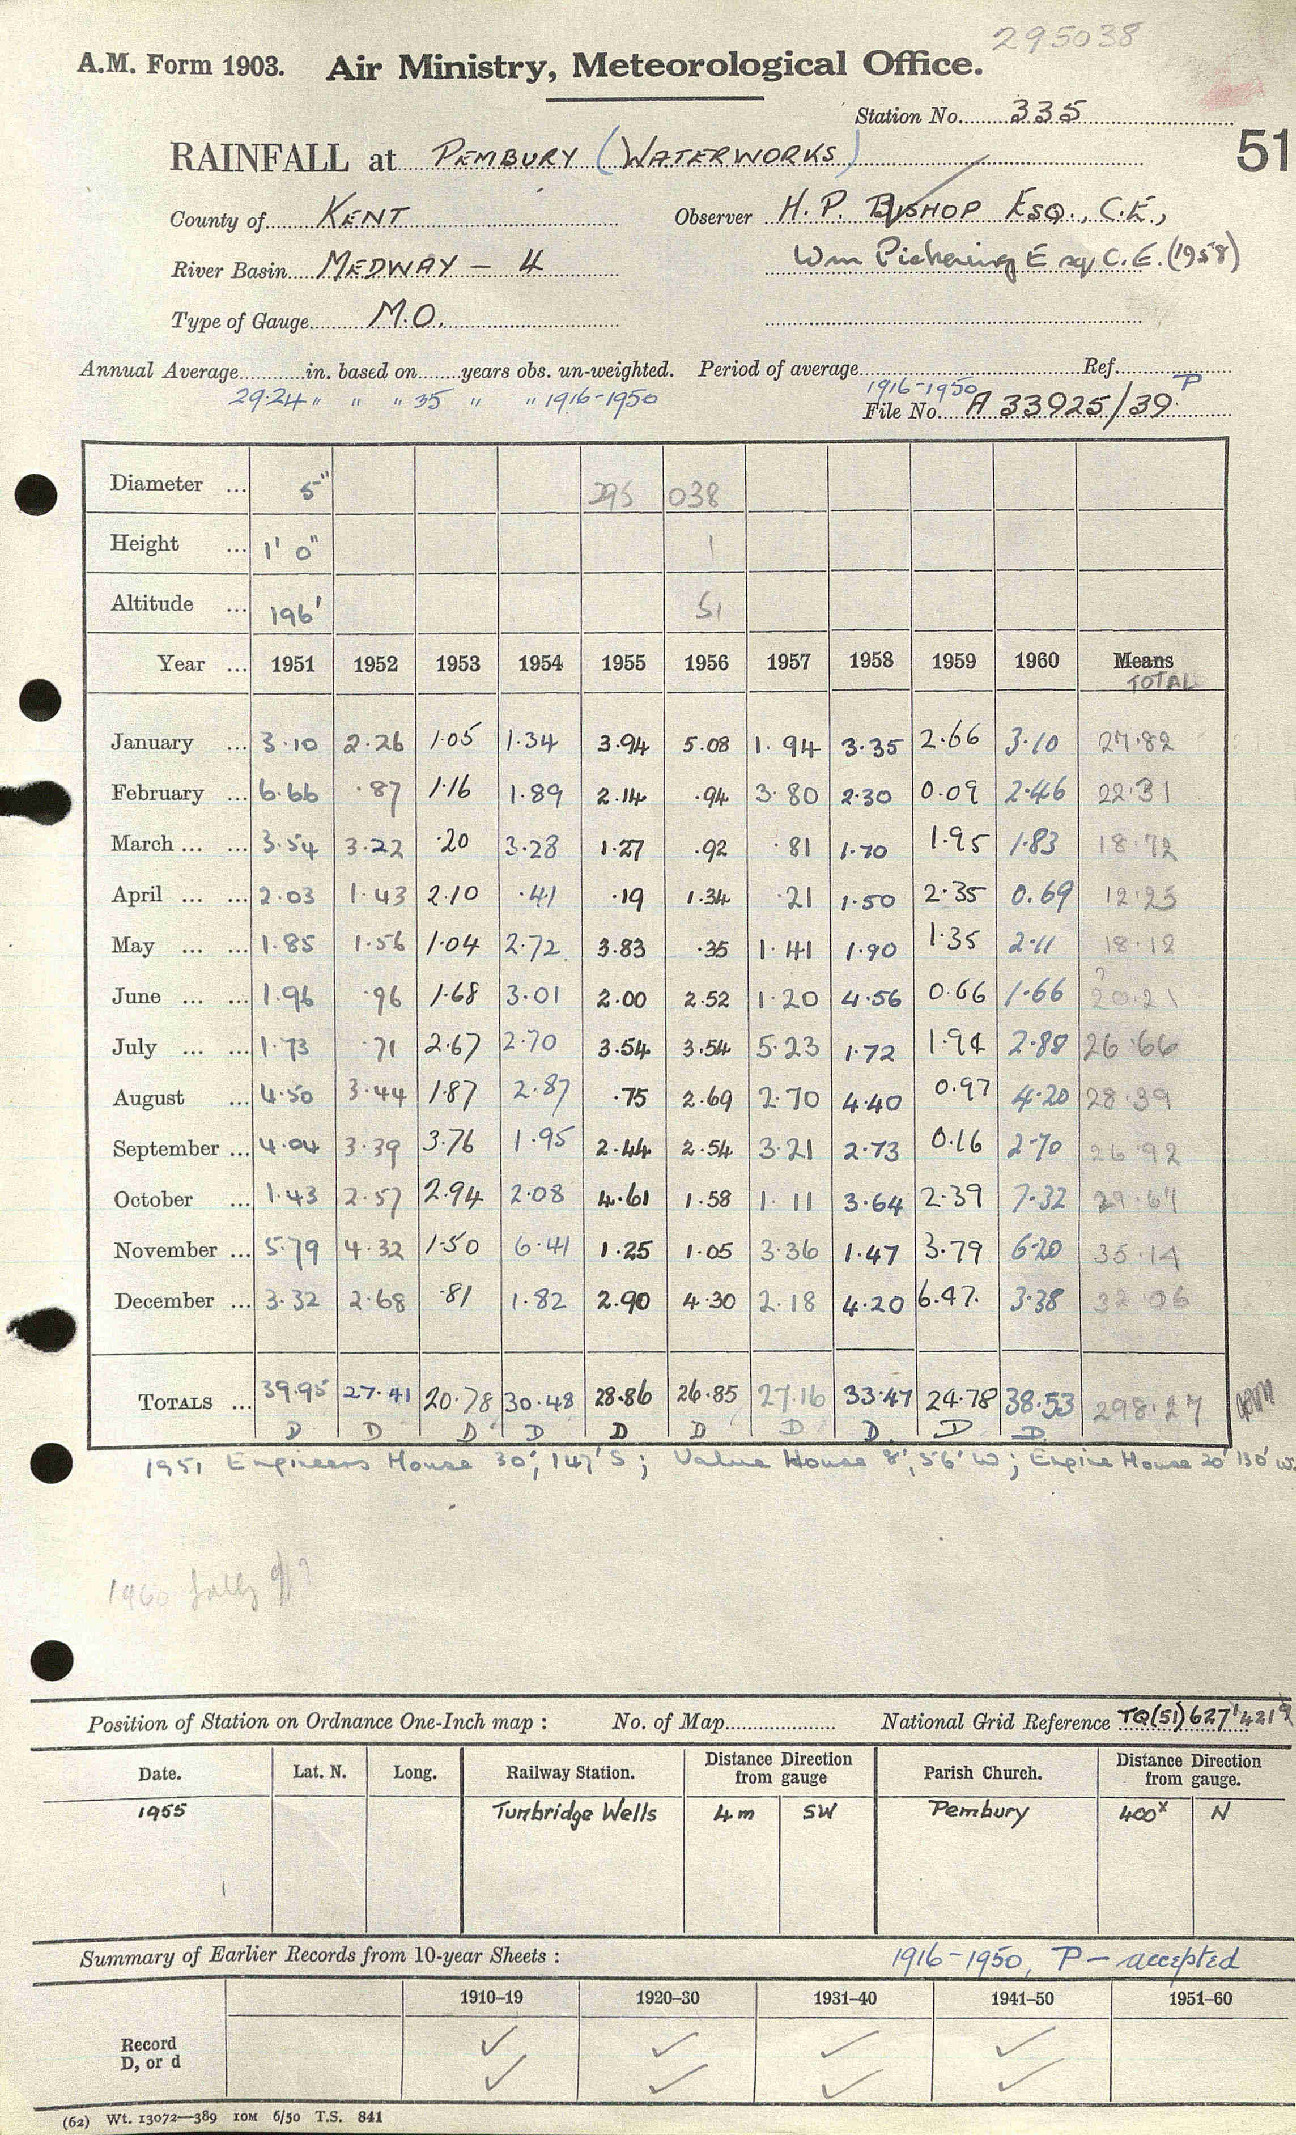 295038
A.M. Form 1903. Air Ministry, Meteorological Office.
Station No. 335
51
RAINFALL at PEMBURY (WATERWORKS)
County of KENT Observer H. P. BISHOP ESQ., C.E.,
River Basin MEDWAY – 4 Wm Pickering Esq C.E. (1958)
Type of Gauge M.O.
Annual Average in. based on years obs. un-weighted. Period of average Ref.
29.24 " " " 35 " " 1916-1950 1916-1950 P
File No. A 33925/39
Diameter ... 5" 295 038
Height ... 1' 0" 1
Altitude ... 196' 51
Year ... 1951 1952 1953 1954 1955 1956 1957 1958 1959 1960 Means
TOTAL
January ... 3.10 2.26 1.05 1.34 3.94 5.08 1.94 3.35 2.66 3.10 27.82
February ... 6.66 .87 1.16 1.89 2.14 .94 3.80 2.30 0.09 2.46 22.31
March ... ... 3.54 3.22 .20 3.28 1.27 .92 .81 1.70 1.95 1.83 18.72
April ... ... 2.03 1.43 2.10 .41 .19 1.34 .21 1.50 2.35 0.69 12.25
May ... ... 1.85 1.56 1.04 2.72 3.83 .35 1.41 1.90 1.35 2.11 18.12
June ... ... 1.96 .96 1.68 3.01 2.00 2.52 1.20 4.56 0.66 1.66 20.21
July ... ... 1.73 .71 2.67 2.70 3.54 3.54 5.23 1.72 1.94 2.88 26.66
August ... 4.50 3.44 1.87 2.87 .75 2.69 2.70 4.40 0.97 4.20 28.39
September ... 4.04 3.39 3.76 1.95 2.44 2.54 3.21 2.73 0.16 2.70 26.92
October ... 1.43 2.57 2.94 2.08 4.61 1.58 1.11 3.64 2.39 7.32 29.67
November ... 5.79 4.32 1.50 6.41 1.25 1.05 3.36 1.47 3.79 6.20 35.14
December ... 3.32 2.68 .81 1.82 2.90 4.30 2.18 4.20 6.47 3.38 32.06
TOTALS ... 39.95 27.41 20.78 30.48 28.86 26.85 27.16 33.47 24.78 38.53 298.27
D D D D D D D D D D
1951 Engineers House 30', 147' S; Valve House 8', 56' W; Engine House 20' 130' W.
1960
Position of Station on Ordnance One-Inch map : No. of Map National Grid Reference TQ(51)627'4219
Date. Lat. N. Long. Railway Station. Distance Direction from gauge Parish Church. Distance Direction from gauge.
1955 Tunbridge Wells 4m SW Pembury 400x N
Summary of Earlier Records from 10-year Sheets : 1916-1950, P – accepted
1910–19 1920–30 1931–40 1941–50 1951–60
Record ✓ ✓ ✓ ✓
D, or d ✓ ✓ ✓ ✓
(62) Wt. 13072—389 10M 6/50 T.S. 841